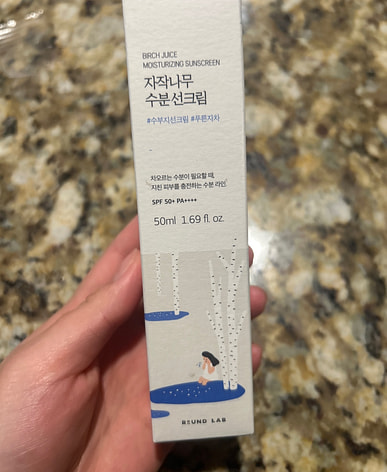 BIRCH JUICE
MOISTURIZING SUNSCREEN
자작나무
수분선크림
#수부지선크림 #푸른자차
차오르는 수분이 필요할 때,
지친 피부를 충전하는 수분 라인.
SPF 50+ PA++++
50ml 1.69 fl. oz.
ROUND LAB